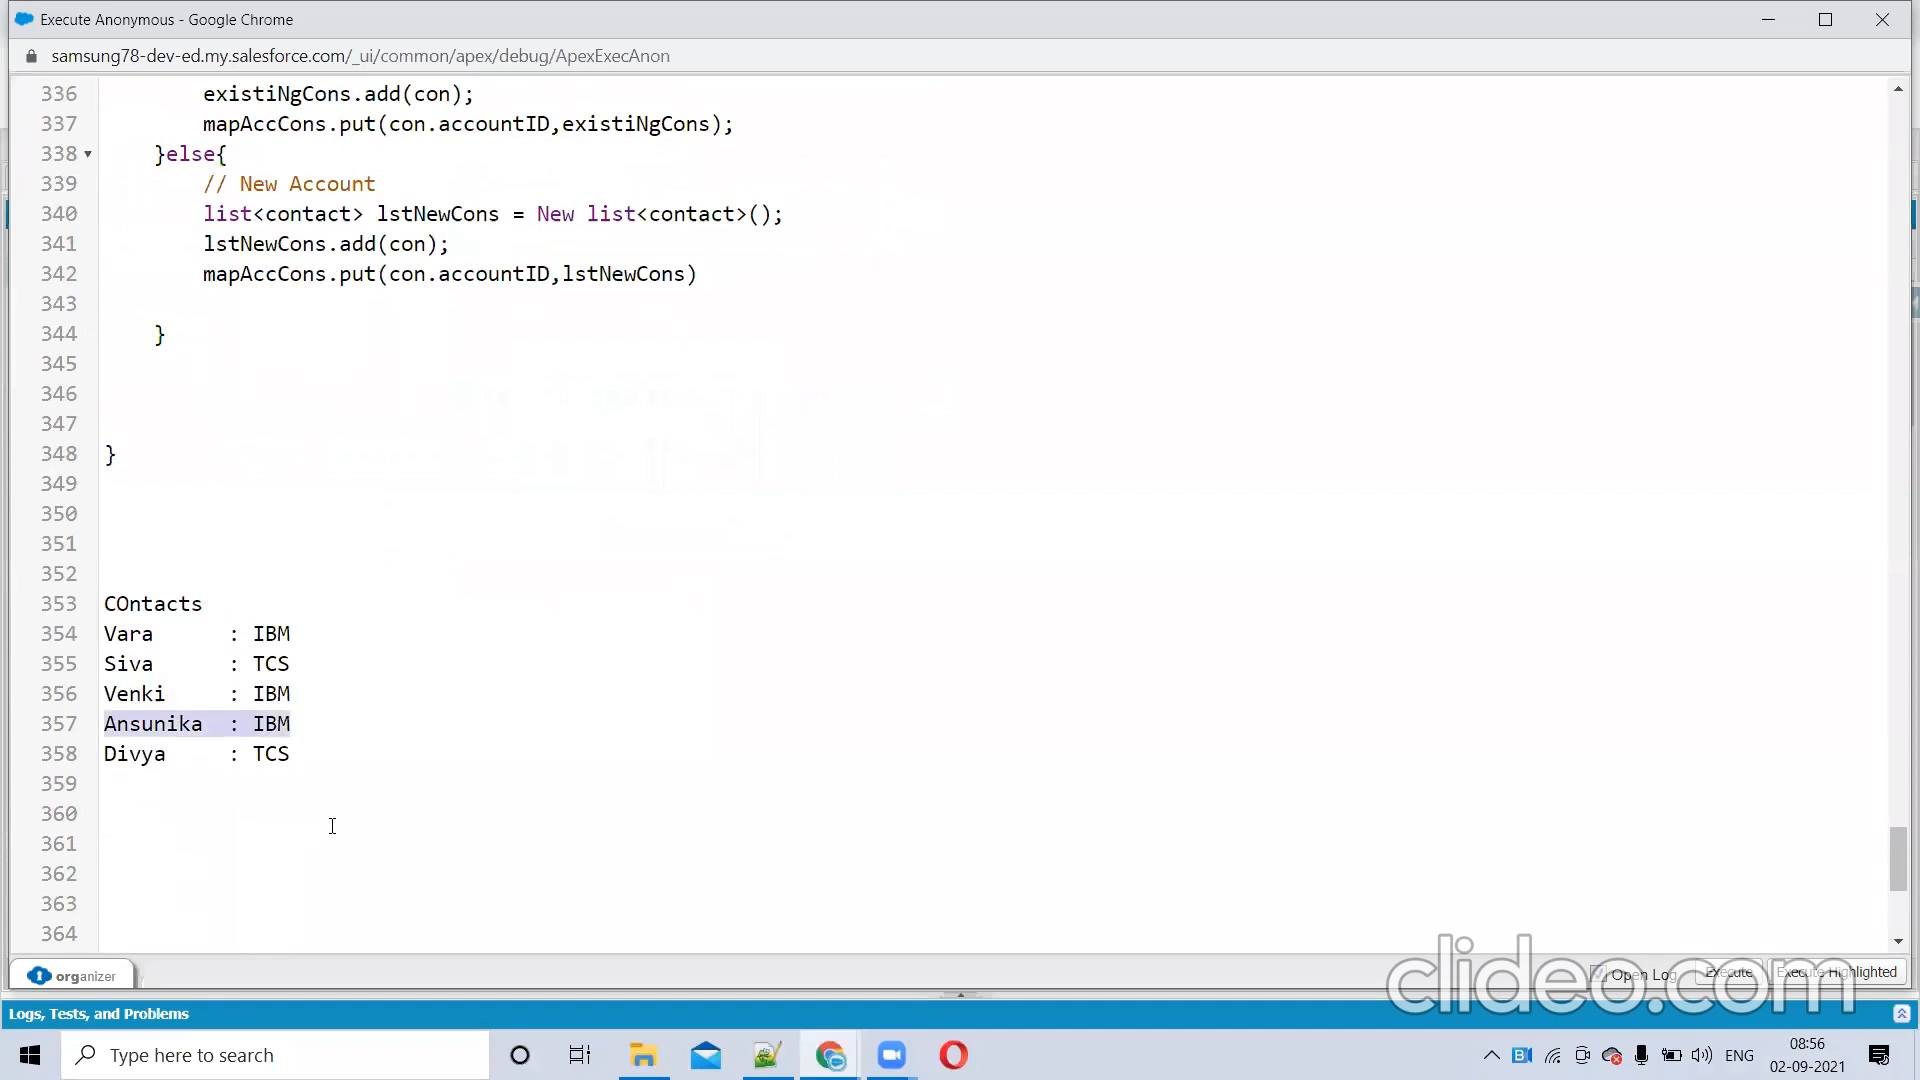 Execute Anonymous - Google Chrome
samsung78-dev-ed.my.salesforce.com/_ui/common/apex/debug/ApexExecAnon
336 existiNgCons.add(con);
337 mapAccCons.put(con.accountID,existiNgCons);
338 }else{
339 // New Account
340 list<contact> lstNewCons = New list<contact>();
341 lstNewCons.add(con);
342 mapAccCons.put(con.accountID,lstNewCons)
343
344 }
345
346
347
348 }
349
350
351
352
353 COntacts
354 Vara : IBM
355 Siva : TCS
356 Venki : IBM
357 Ansunika : IBM
358 Divya : TCS
359
360
361
362
363
364
organizer
Open Log Execute Execute Highlighted
clideo.com
Logs, Tests, and Problems
Type here to search
ENG
08:56
02-09-2021